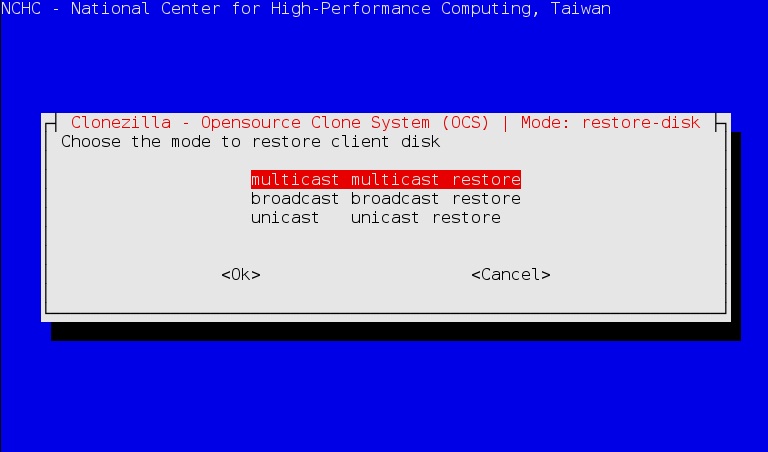 NCHC - National Center for High-Performance Computing, Taiwan
Clonezilla - Opensource Clone System (OCS) | Mode: restore-disk
Choose the mode to restore client disk
multicast multicast restore
broadcast broadcast restore
unicast unicast restore
<Ok> <Cancel>